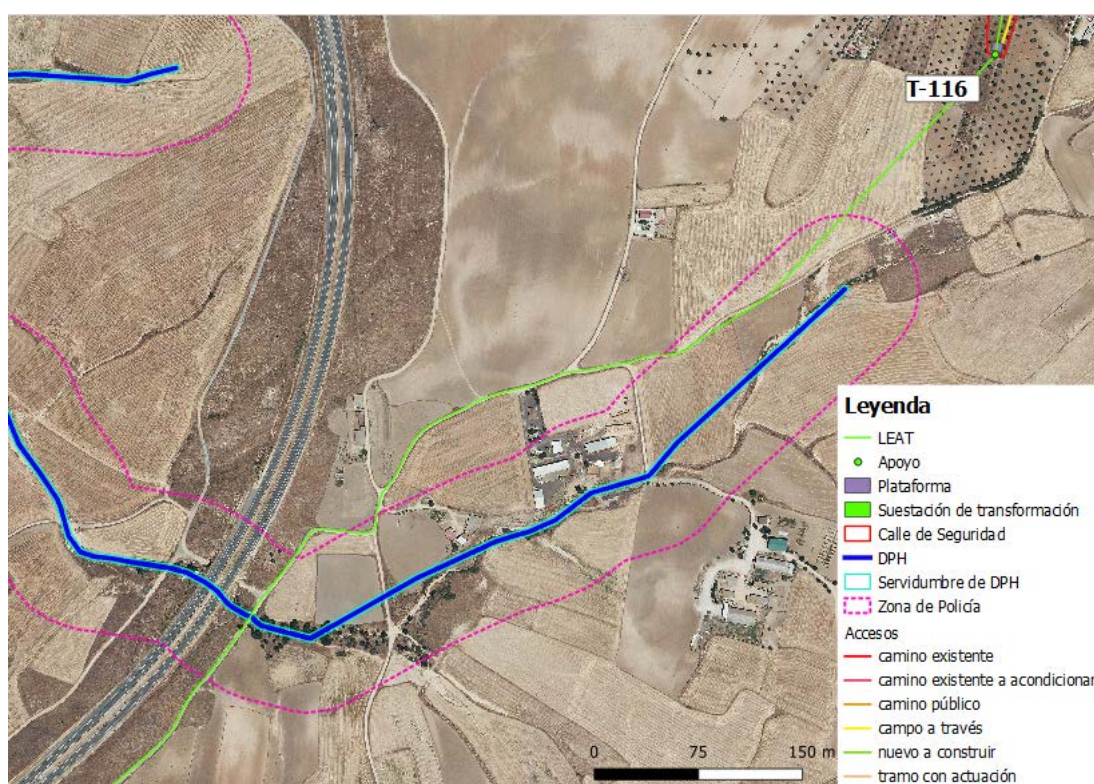 T-116
Leyenda
LEAT
Apoyo
Plataforma
Suestación de transformación
Calle de Seguridad
DPH
Servidumbre de DPH
Zona de Policía
Accesos
camino existente
camino existente a acondicionar
camino público
campo a través
nuevo a construir
tramo con actuación
0 75 150 m